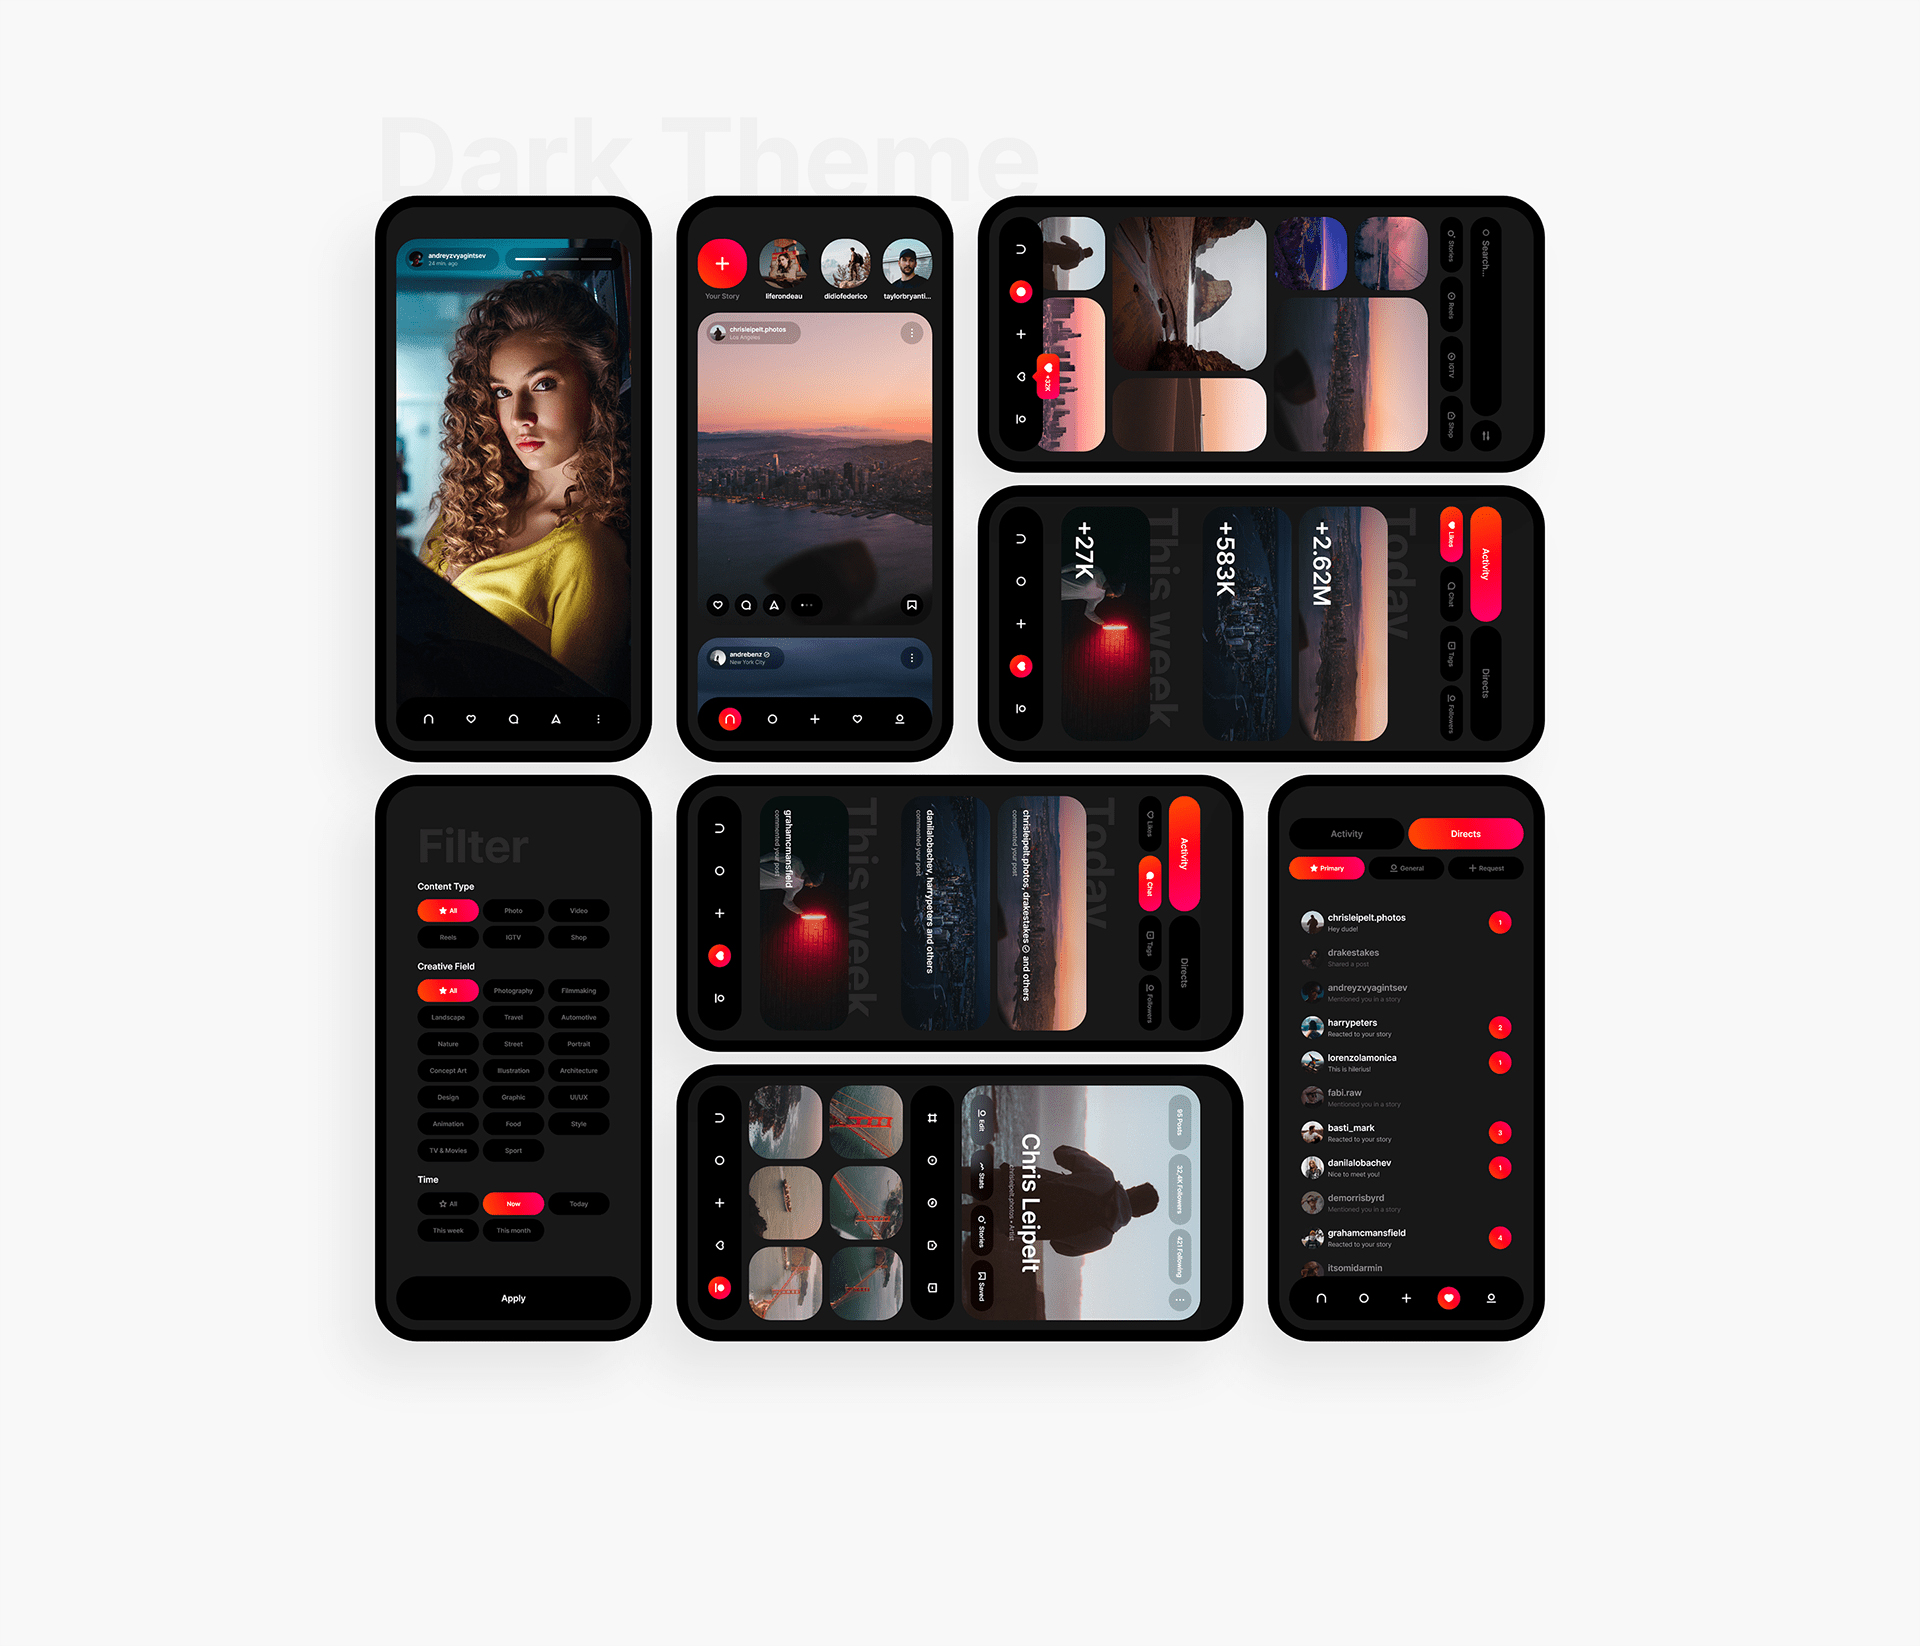 Dark Theme
andreyzvyagintsev
24 min. ago
Your Story
liferondeau
didiofederico
taylorbryanti...
chrisleipelt.photos
Los Angeles
andrebenz
New York City
Search...
Stories
Reels
IGTV
Shop
+32K
Activity
Directs
Likes
Chat
Tags
Followers
Today
+2.62M
+583K
This week
+27K
Filter
Content Type
All
Photo
Video
Reels
IGTV
Shop
Creative Field
All
Photography
Filmmaking
Landscape
Travel
Automotive
Nature
Street
Portrait
Concept Art
Illustration
Architecture
Design
Graphic
UI/UX
Animation
Food
Style
TV & Movies
Sport
Time
All
Now
Today
This week
This month
Apply
Activity
Directs
Likes
Chat
Tags
Followers
Today
chrisleipelt.photos, drakestakes and others
commented your post
danilalobachev, harrypeters and others
commented your post
This week
grahamcmansfield
commented your post
95 Posts
32,4K Followers
421 Following
Chris Leipelt
chrisleipelt.photos • Artist
Edit
Stats
Stories
Saved
Activity
Directs
Primary
General
Request
chrisleipelt.photos
Hey dude!
1
drakestakes
Shared a post
andreyzvyagintsev
Mentioned you in a story
harrypeters
Reacted to your story
2
lorenzolamonica
This is hilerius!
1
fabi.raw
Mentioned you in a story
basti_mark
Reacted to your story
3
danilalobachev
Nice to meet you!
1
demorrisbyrd
Mentioned you in a story
grahamcmansfield
Reacted to your story
4
itsomidarmin